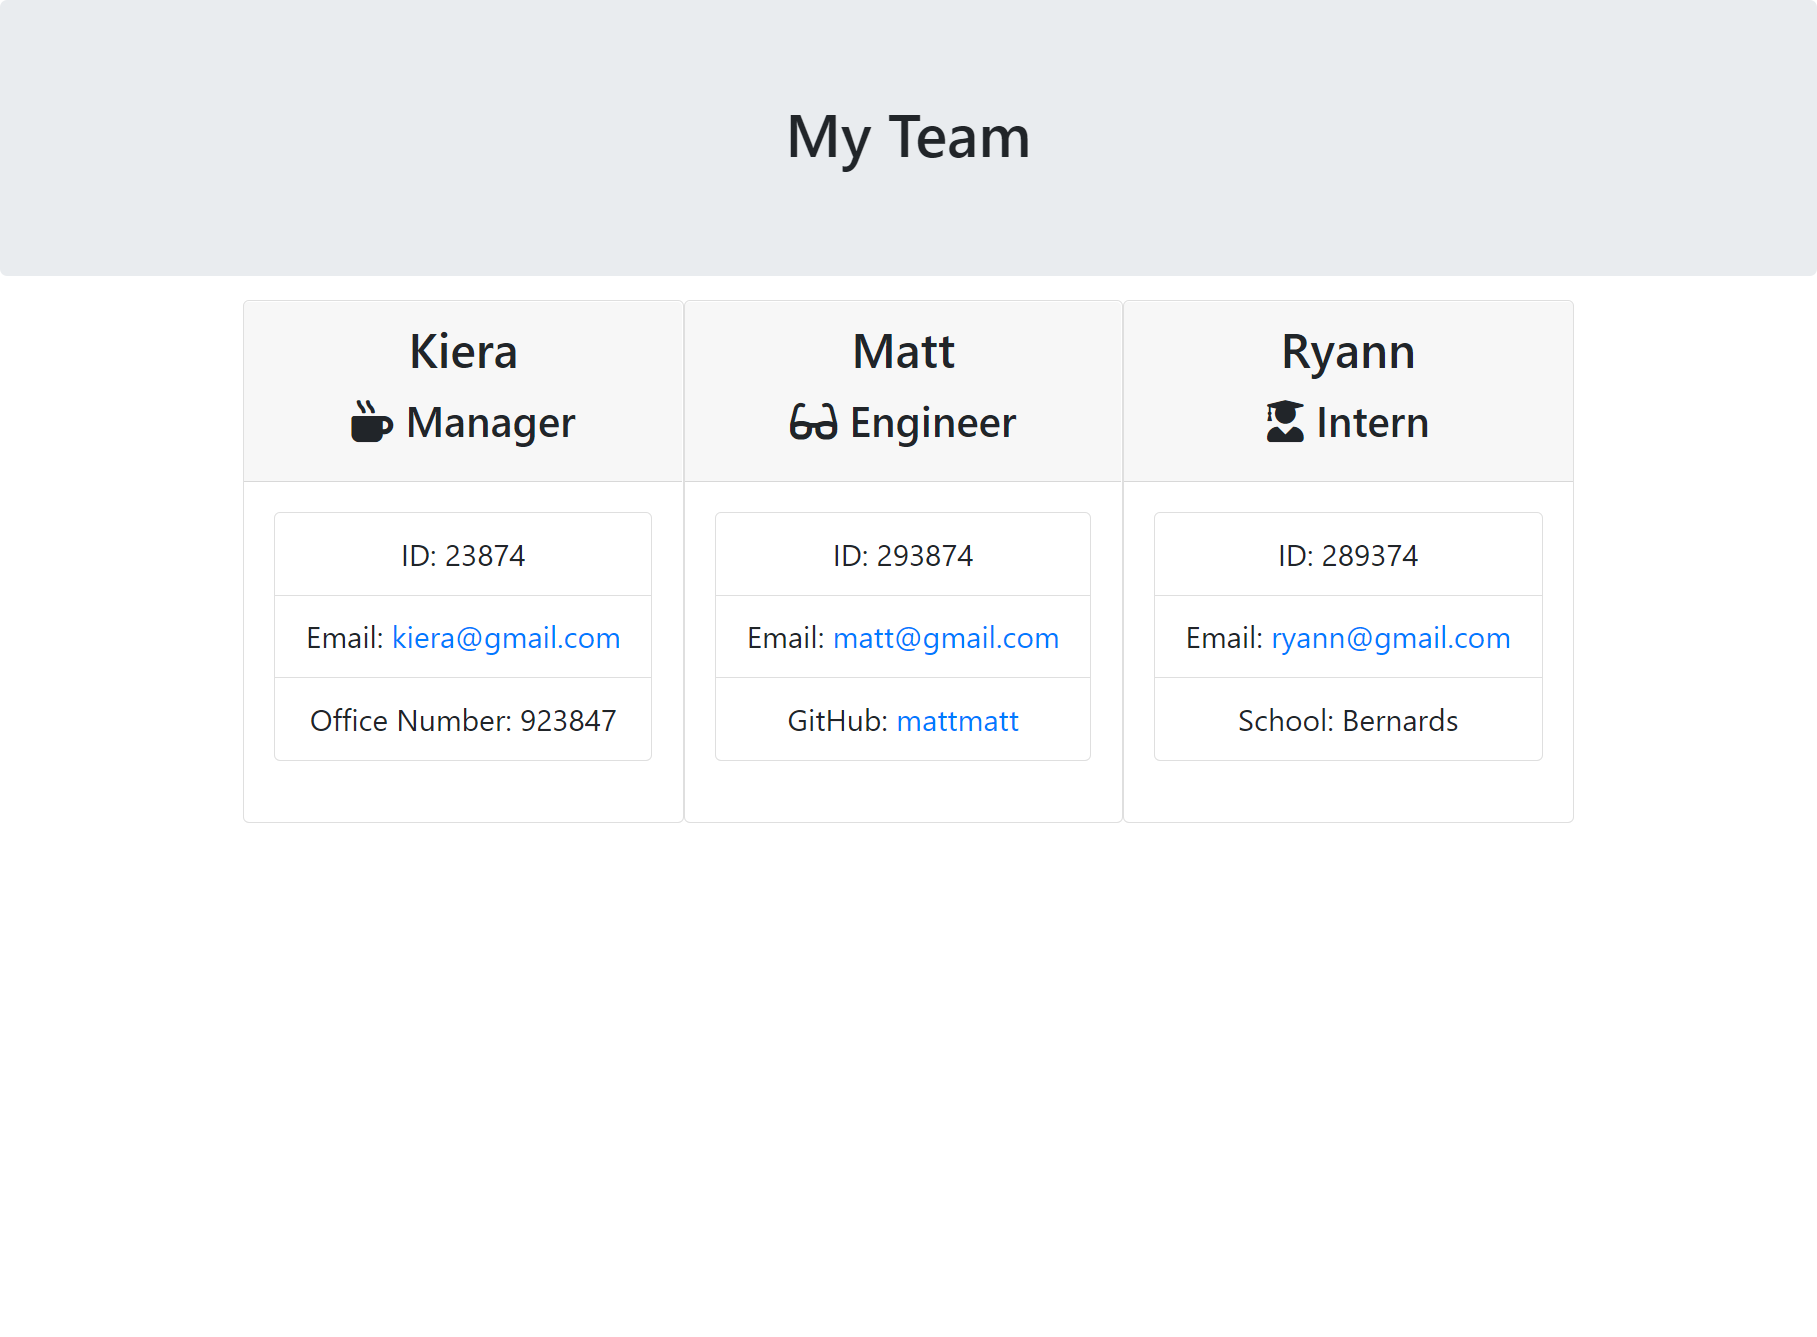 My Team
Kiera
Manager
ID: 23874
Email: kiera@gmail.com
Office Number: 923847
Matt
Engineer
ID: 293874
Email: matt@gmail.com
GitHub: mattmatt
Ryann
Intern
ID: 289374
Email: ryann@gmail.com
School: Bernards